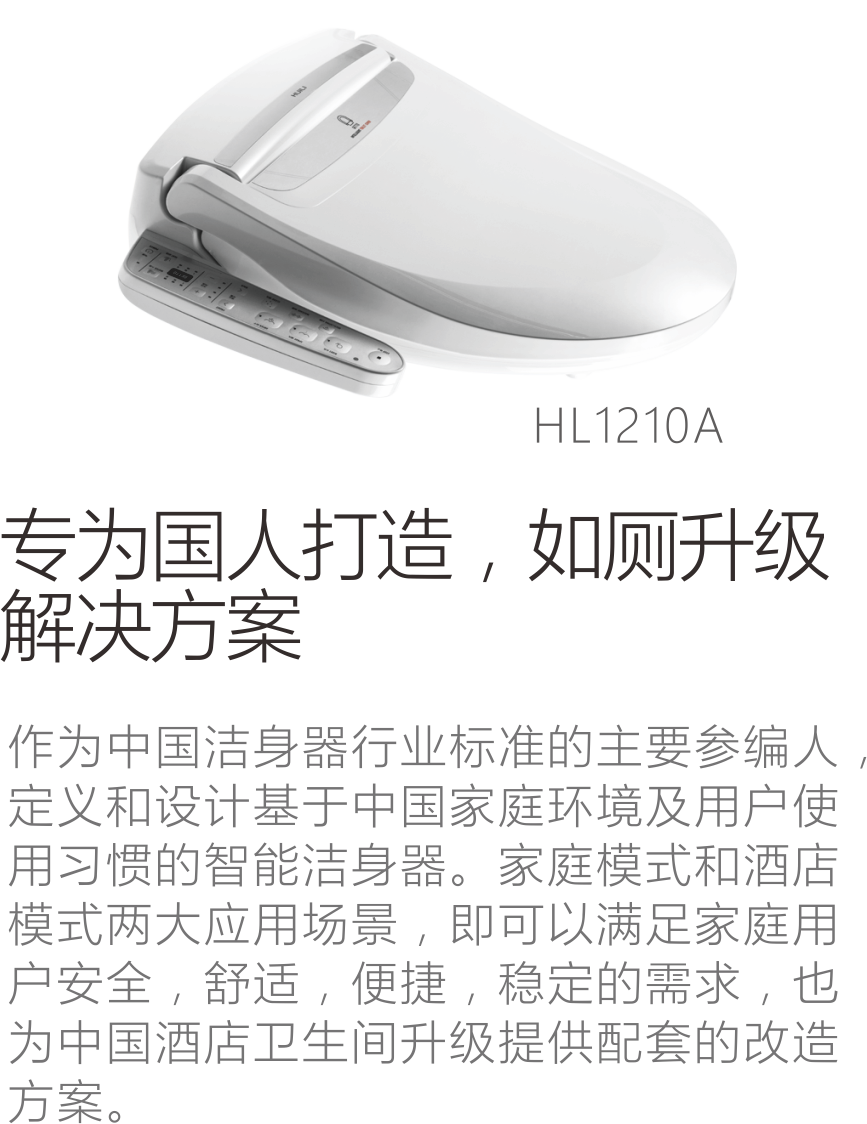 HUILI
HL1210A
专为国人打造，如厕升级
解决方案
作为中国洁身器行业标准的主要参编人，
定义和设计基于中国家庭环境及用户使
用习惯的智能洁身器。家庭模式和酒店
模式两大应用场景，即可以满足家庭用
户安全，舒适，便捷，稳定的需求，也
为中国酒店卫生间升级提供配套的改造
方案。